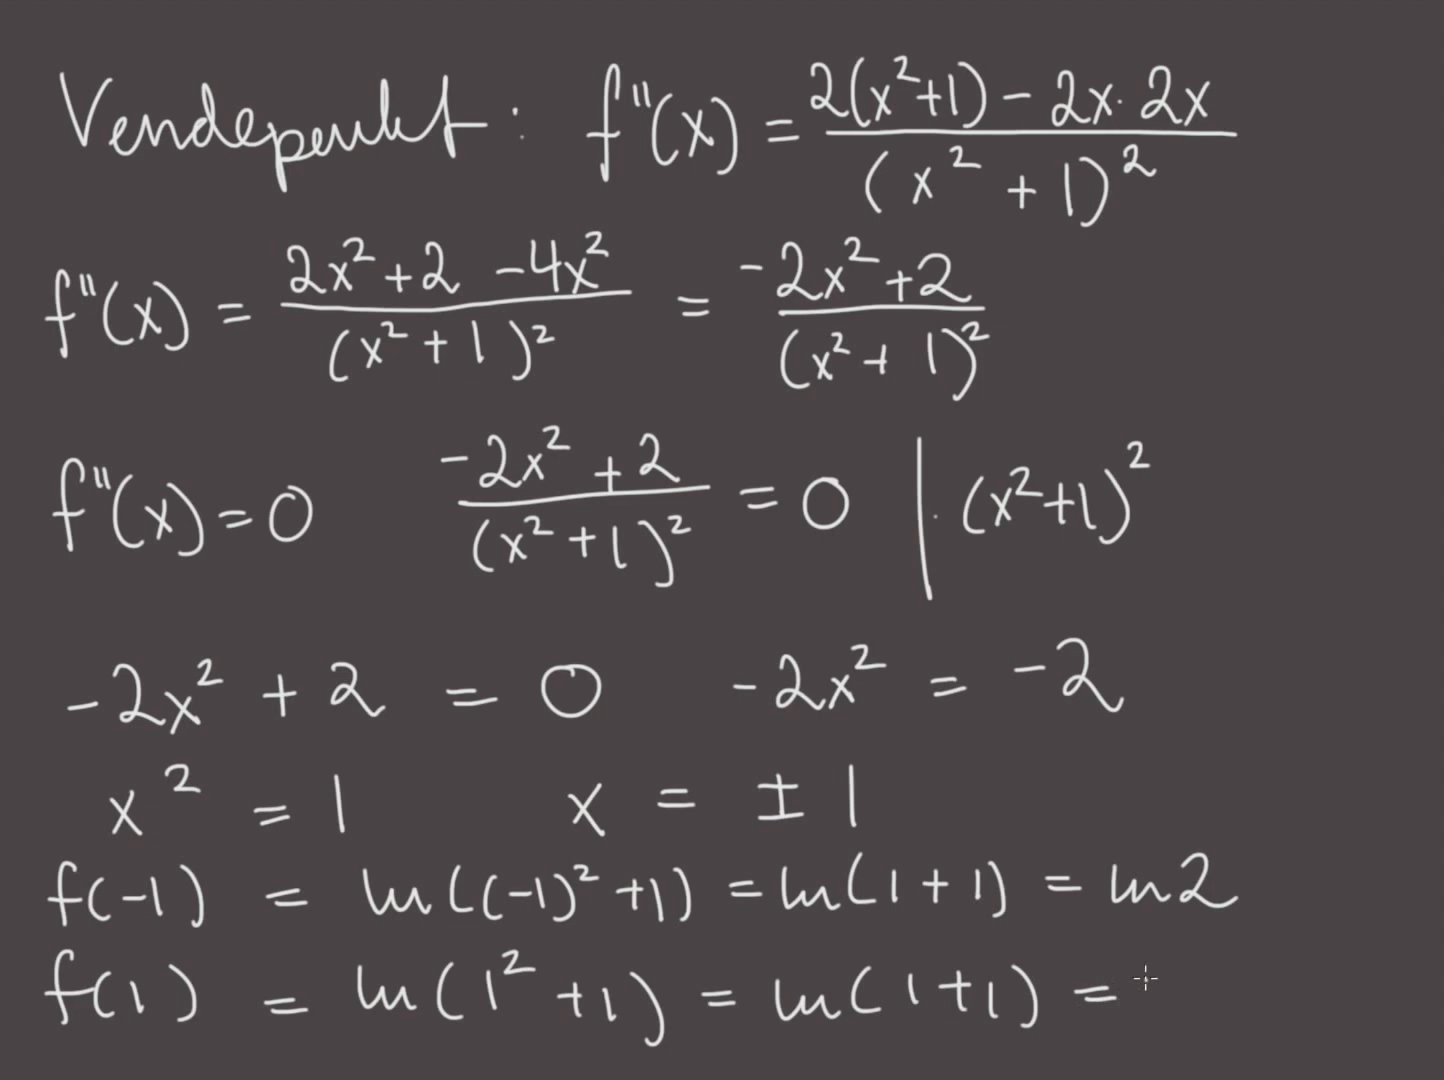 Vendepunkt: f''(x) = (2(x²+1) - 2x·2x)/((x²+1)²)
f''(x) = (2x²+2-4x²)/((x²+1)²) = (-2x²+2)/((x²+1)²)
f''(x) = 0 (-2x²+2)/((x²+1)²) = 0 | ·(x²+1)²
-2x² + 2 = 0 -2x² = -2
x² = 1 x = ±1
f(-1) = ln((-1)²+1) = ln(1+1) = ln2
f(1) = ln(1²+1) = ln(1+1) =